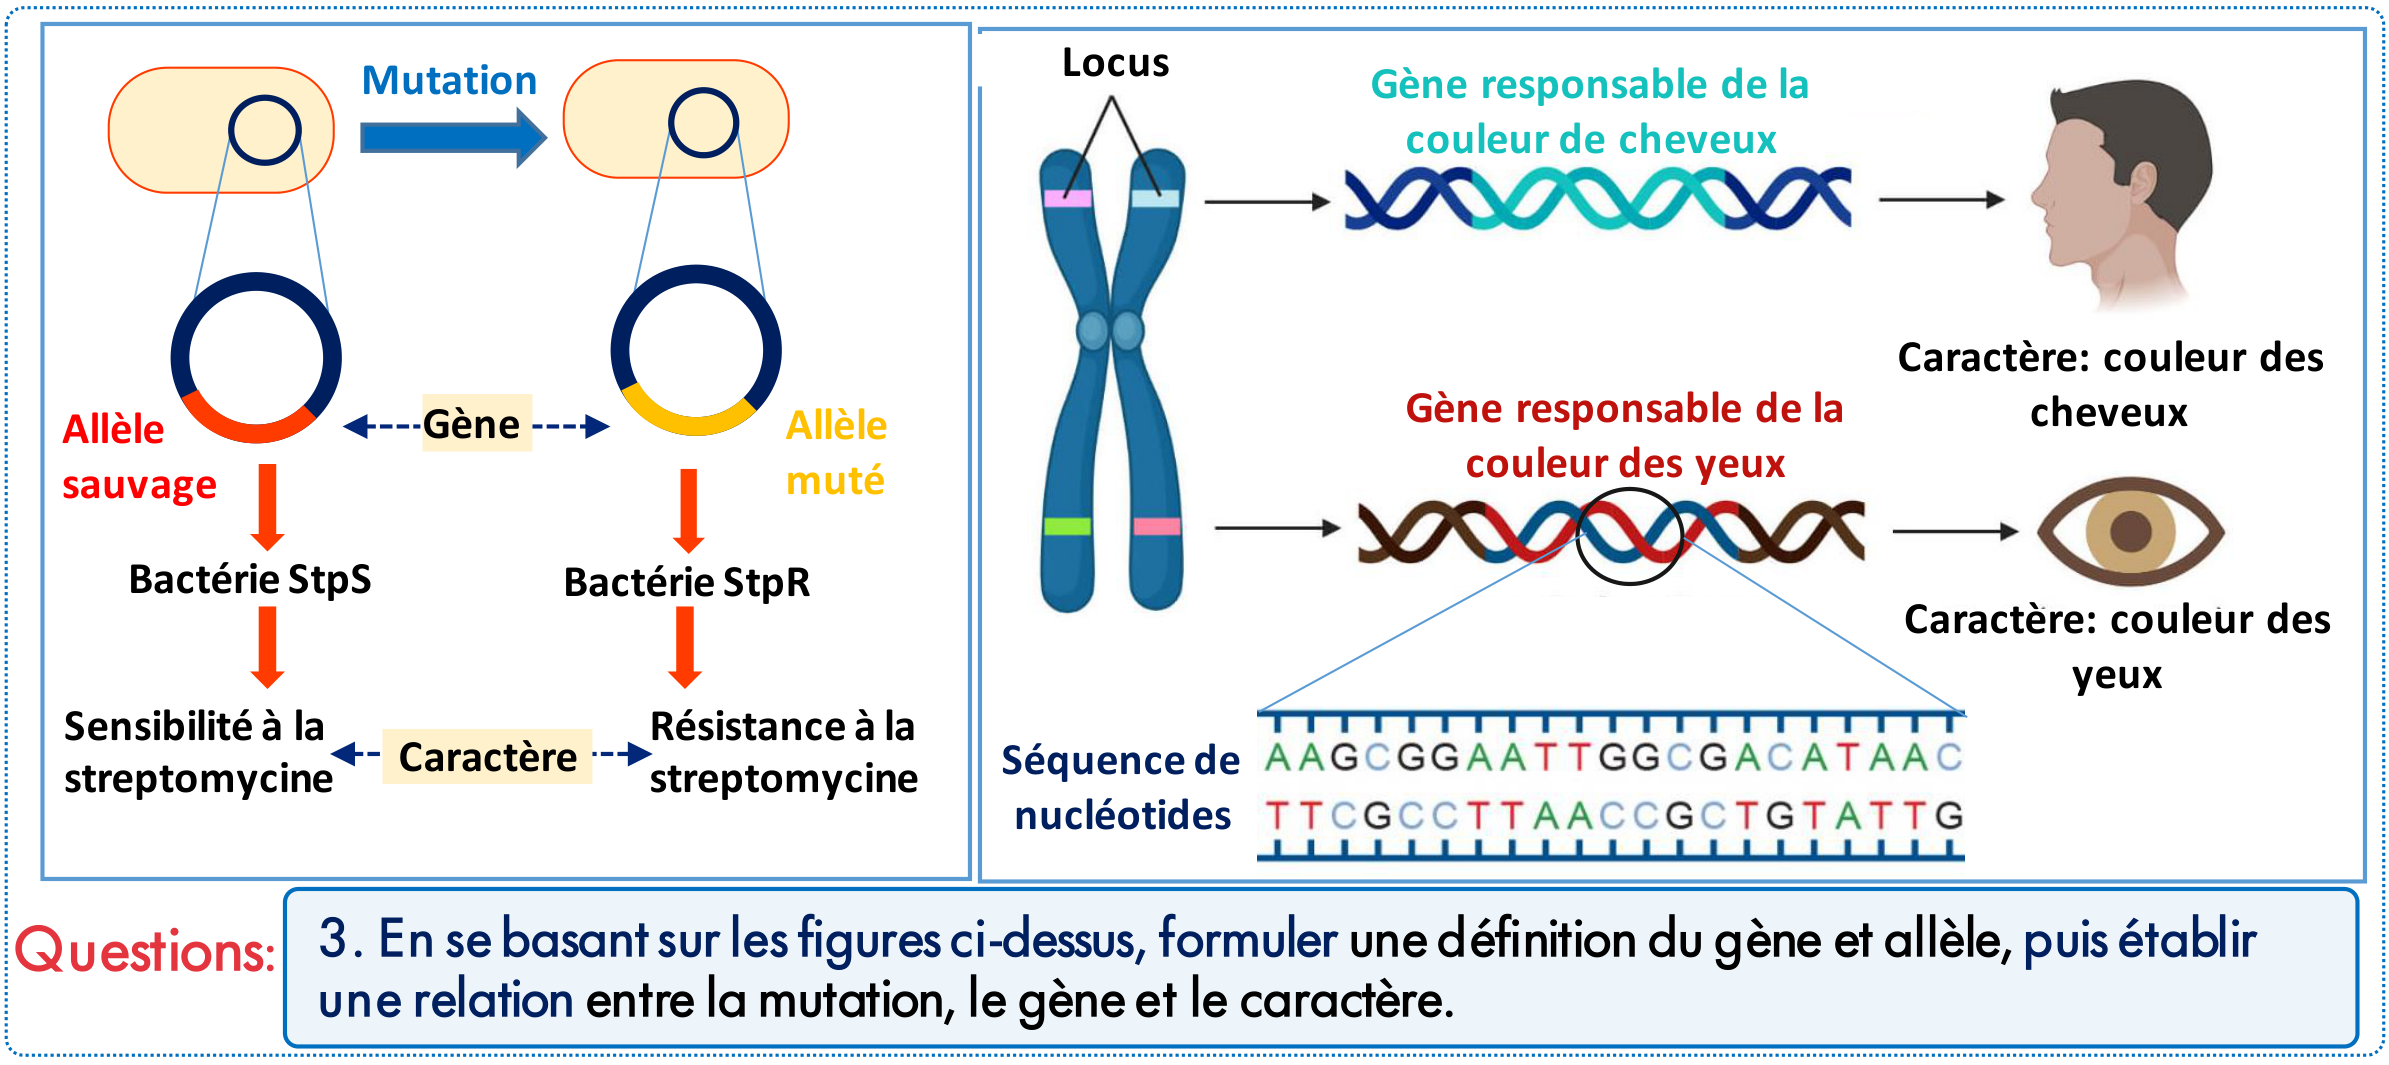 Mutation
Allèle
sauvage
Gène
Allèle
muté
Bactérie StpS
Bactérie StpR
Sensibilité à la
streptomycine
Caractère
Résistance à la
streptomycine
Locus
Gène responsable de la
couleur de cheveux
Caractère: couleur des
cheveux
Gène responsable de la
couleur des yeux
Caractère: couleur des
yeux
Séquence de
nucléotides
AAGCGGAATTGGCGACATAAC
TTCGCCTTAACCGCTGTATTG
Questions:
3. En se basant sur les figures ci-dessus, formuler une définition du gène et allèle, puis établir
une relation entre la mutation, le gène et le caractère.